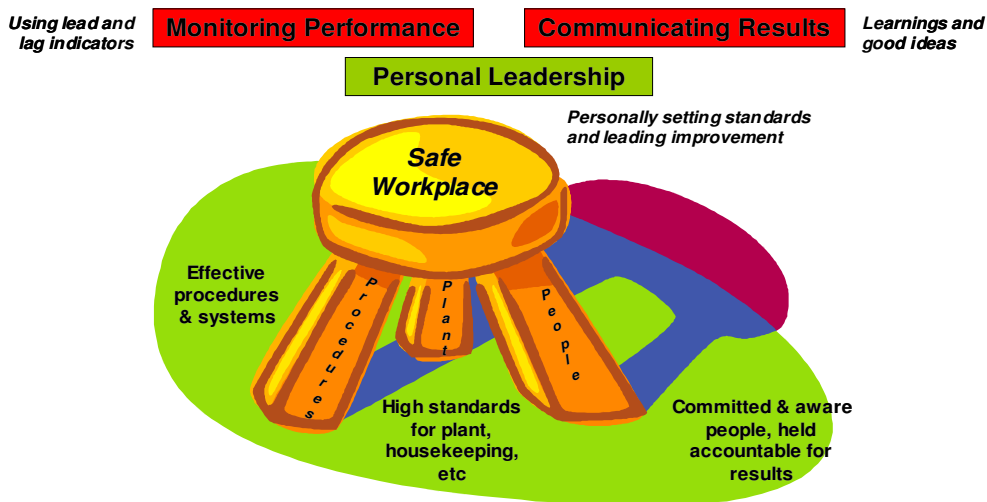 Using lead and
lag indicators
Monitoring Performance
Communicating Results
Learnings and
good ideas
Personal Leadership
Personally setting standards
and leading improvement
Safe
Workplace
Effective
procedures
& systems
Procedures
Plant
People
High standards
for plant,
housekeeping,
etc
Committed & aware
people, held
accountable for
results